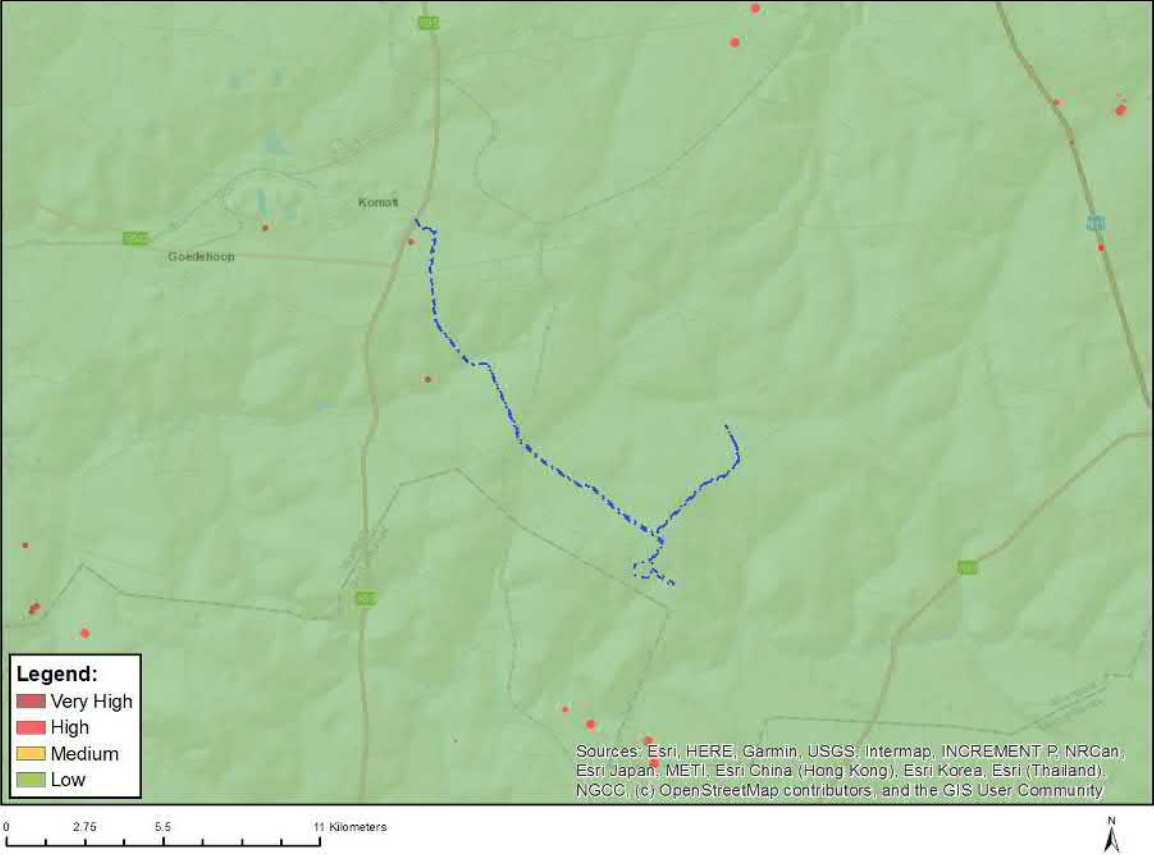 Komati
Goedehoop
Legend:
Very High
High
Medium
Low
Sources: Esri, HERE, Garmin, USGS, Intermap, INCREMENT P, NRCan,
Esri Japan, METI, Esri China (Hong Kong), Esri Korea, Esri (Thailand),
NGCC, (c) OpenStreetMap contributors, and the GIS User Community
0 2.75 5.5 11 Kilometers
N